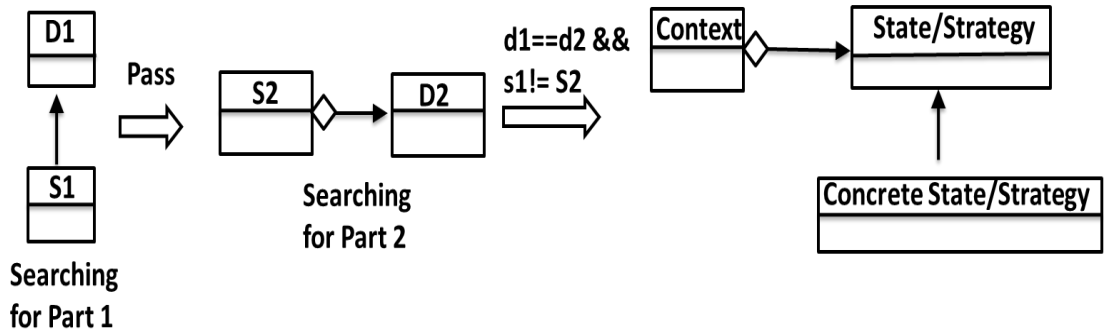 D1
S1
Searching
for Part 1
Pass
S2
D2
Searching
for Part 2
d1==d2 &&
s1!= S2
Context
State/Strategy
Concrete State/Strategy